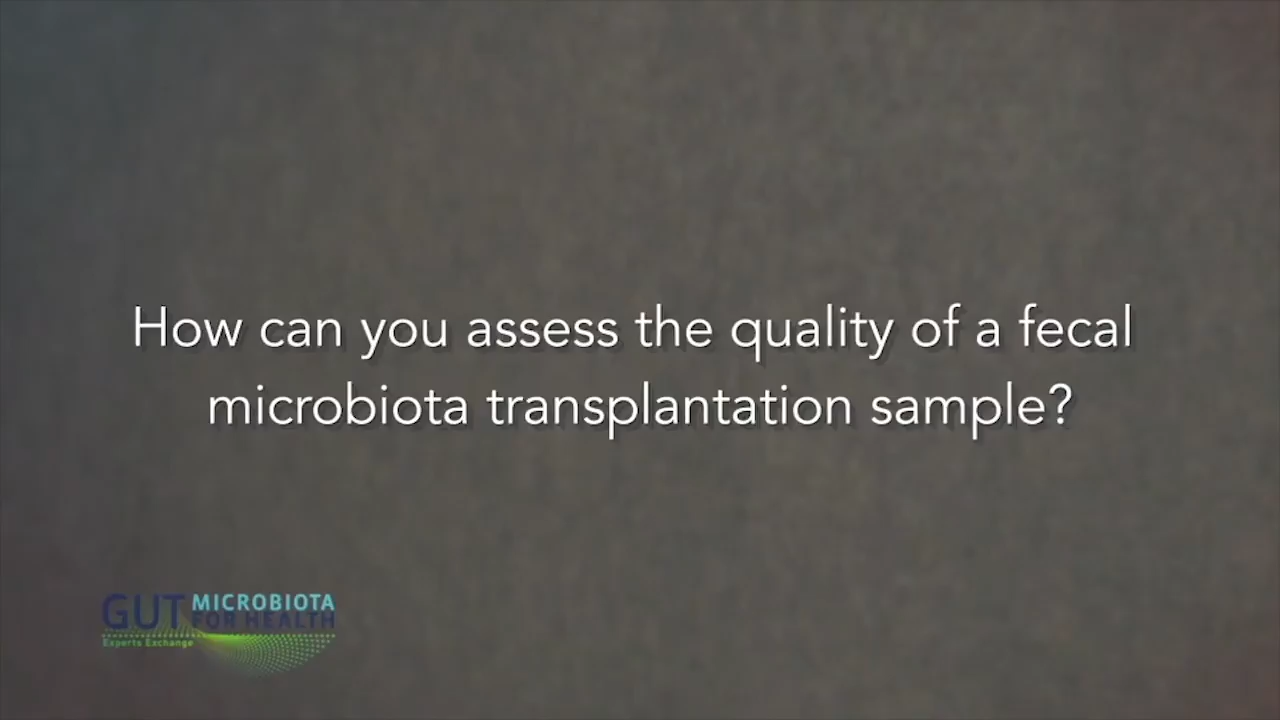 How can you assess the quality of a fecal
microbiota transplantation sample?
GUT MICROBIOTA
FOR HEALTH
Experts Exchange